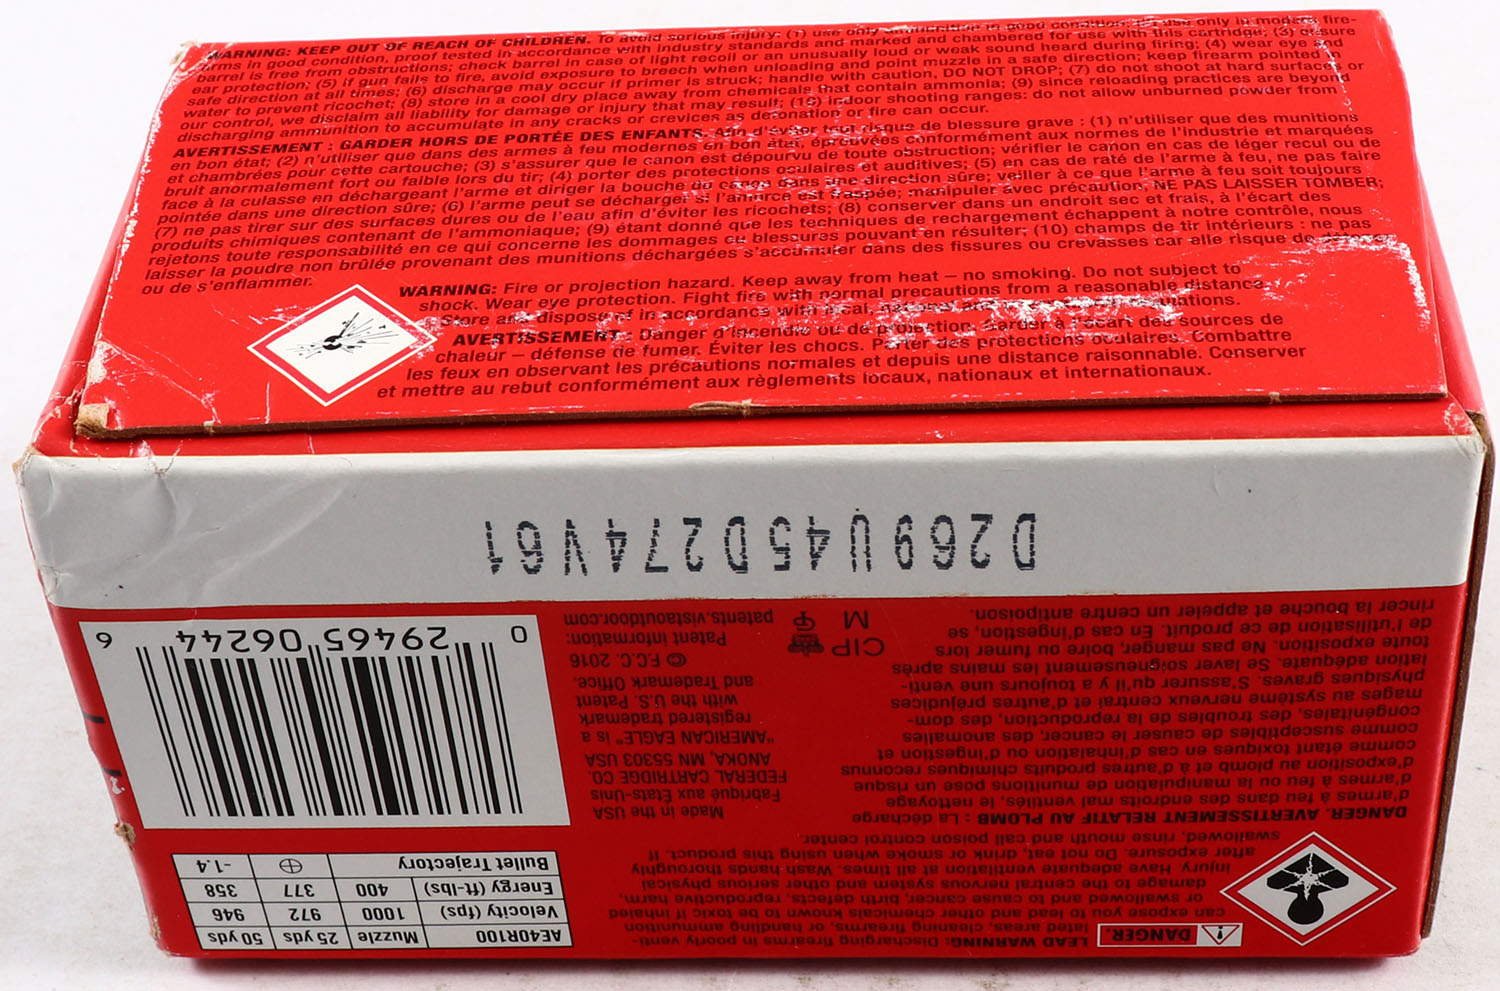 WARNING: KEEP OUT OF REACH OF CHILDREN. To avoid serious injury: (1) use only ammunition in good condition; (2) use only in modern fire-
arms in good condition, proof tested in accordance with industry standards and marked and chambered for use with this cartridge; (3) ensure
barrel is free from obstructions; check barrel in case of light recoil or an unusually loud or weak sound heard during firing; (4) wear eye and
ear protection; (5) if gun fails to fire, avoid exposure to breech when unloading and point muzzle in a safe direction; keep firearm pointed in
safe direction at all times; (6) discharge may occur if primer is struck; handle with caution, DO NOT DROP; (7) do not shoot at hard surfaces or
water to prevent ricochet; (8) store in a cool dry place away from chemicals that contain ammonia; (9) since reloading practices are beyond
our control, we disclaim all liability for damage or injury that may result; (10) indoor shooting ranges: do not allow unburned powder from
discharging ammunition to accumulate in any cracks or crevices as detonation or fire can occur.
AVERTISSEMENT : GARDER HORS DE PORTÉE DES ENFANTS. Afin d'éviter tout risque de blessure grave : (1) n'utiliser que des munitions
en bon état; (2) n'utiliser que dans des armes à feu modernes en bon état, éprouvées conformément aux normes de l'industrie et marquées
et chambrées pour cette cartouche; (3) s'assurer que le canon est dépourvu de toute obstruction; vérifier le canon en cas de léger recul ou de
bruit anormalement fort ou faible lors du tir; (4) porter des protections oculaires et auditives; (5) en cas de raté de l'arme à feu, ne pas faire
face à la culasse en déchargeant l'arme et diriger la bouche du canon dans une direction sûre; veiller à ce que l'arme à feu soit toujours
pointée dans une direction sûre; (6) l'arme peut se décharger si l'amorce est frappée; manipuler avec précaution, NE PAS LAISSER TOMBER;
(7) ne pas tirer sur des surfaces dures ou de l'eau afin d'éviter les ricochets; (8) conserver dans un endroit sec et frais, à l'écart des
produits chimiques contenant de l'ammoniaque; (9) étant donné que les techniques de rechargement échappent à notre contrôle, nous
rejetons toute responsabilité en ce qui concerne les dommages ou blessures pouvant en résulter; (10) champs de tir intérieurs : ne pas
laisser la poudre non brûlée provenant des munitions déchargées s'accumuler dans des fissures ou crevasses car elle risque de
ou de s'enflammer.
WARNING: Fire or projection hazard. Keep away from heat – no smoking. Do not subject to
shock. Wear eye protection. Fight fire with normal precautions from a reasonable distance.
Store and dispose of in accordance with local, national and
AVERTISSEMENT : Danger d'incendie ou de projection. Garder à l'écart des sources de
chaleur – défense de fumer. Éviter les chocs. Porter des protections oculaires. Combattre
les feux en observant les précautions normales et depuis une distance raisonnable. Conserver
et mettre au rebut conformément aux règlements locaux, nationaux et internationaux.
D269U45D274V61
DANGER.
LEAD WARNING: Discharging firearms in poorly venti-
lated areas, cleaning firearms, or handling ammunition
can expose you to lead and other chemicals known to be toxic if inhaled
or swallowed and to cause cancer, birth defects, reproductive harm,
or damage to the central nervous system and other serious physical
injury. Have adequate ventilation at all times. Wash hands thoroughly
after exposure. Do not eat, drink or smoke when using this product. If
swallowed, rinse mouth and call poison control center.
DANGER. AVERTISSEMENT RELATIF AU PLOMB : La décharge
d'armes à feu dans des endroits mal ventilés, le nettoyage
d'armes à feu ou la manipulation de munitions pose un risque
d'exposition au plomb et à d'autres produits chimiques reconnus
comme étant toxiques en cas d'inhalation ou d'ingestion et
comme susceptibles de causer le cancer, des anomalies
congénitales, des troubles de la reproduction, des dom-
mages au système nerveux central et d'autres préjudices
physiques graves. S'assurer qu'il y a toujours une venti-
lation adéquate. Se laver soigneusement les mains après
toute exposition. Ne pas manger, boire ou fumer lors
de l'utilisation de ce produit. En cas d'ingestion, se
rincer la bouche et appeler un centre antipoison.
AE40R100 Muzzle 25 yds 50 yds
Velocity (fps) 1000 972 946
Energy (ft-lbs) 400 377 358
Bullet Trajectory -1.4
Made in the USA
Fabriqué aux États-Unis
FEDERAL CARTRIDGE CO.
ANOKA, MN 55303 USA
"AMERICAN EAGLE" is a
registered trademark
with the U.S. Patent
and Trademark Office.
© F.C.C. 2016
Patent information:
patents.vistaoutdoor.com
CIP
M
0 29465 06244 6